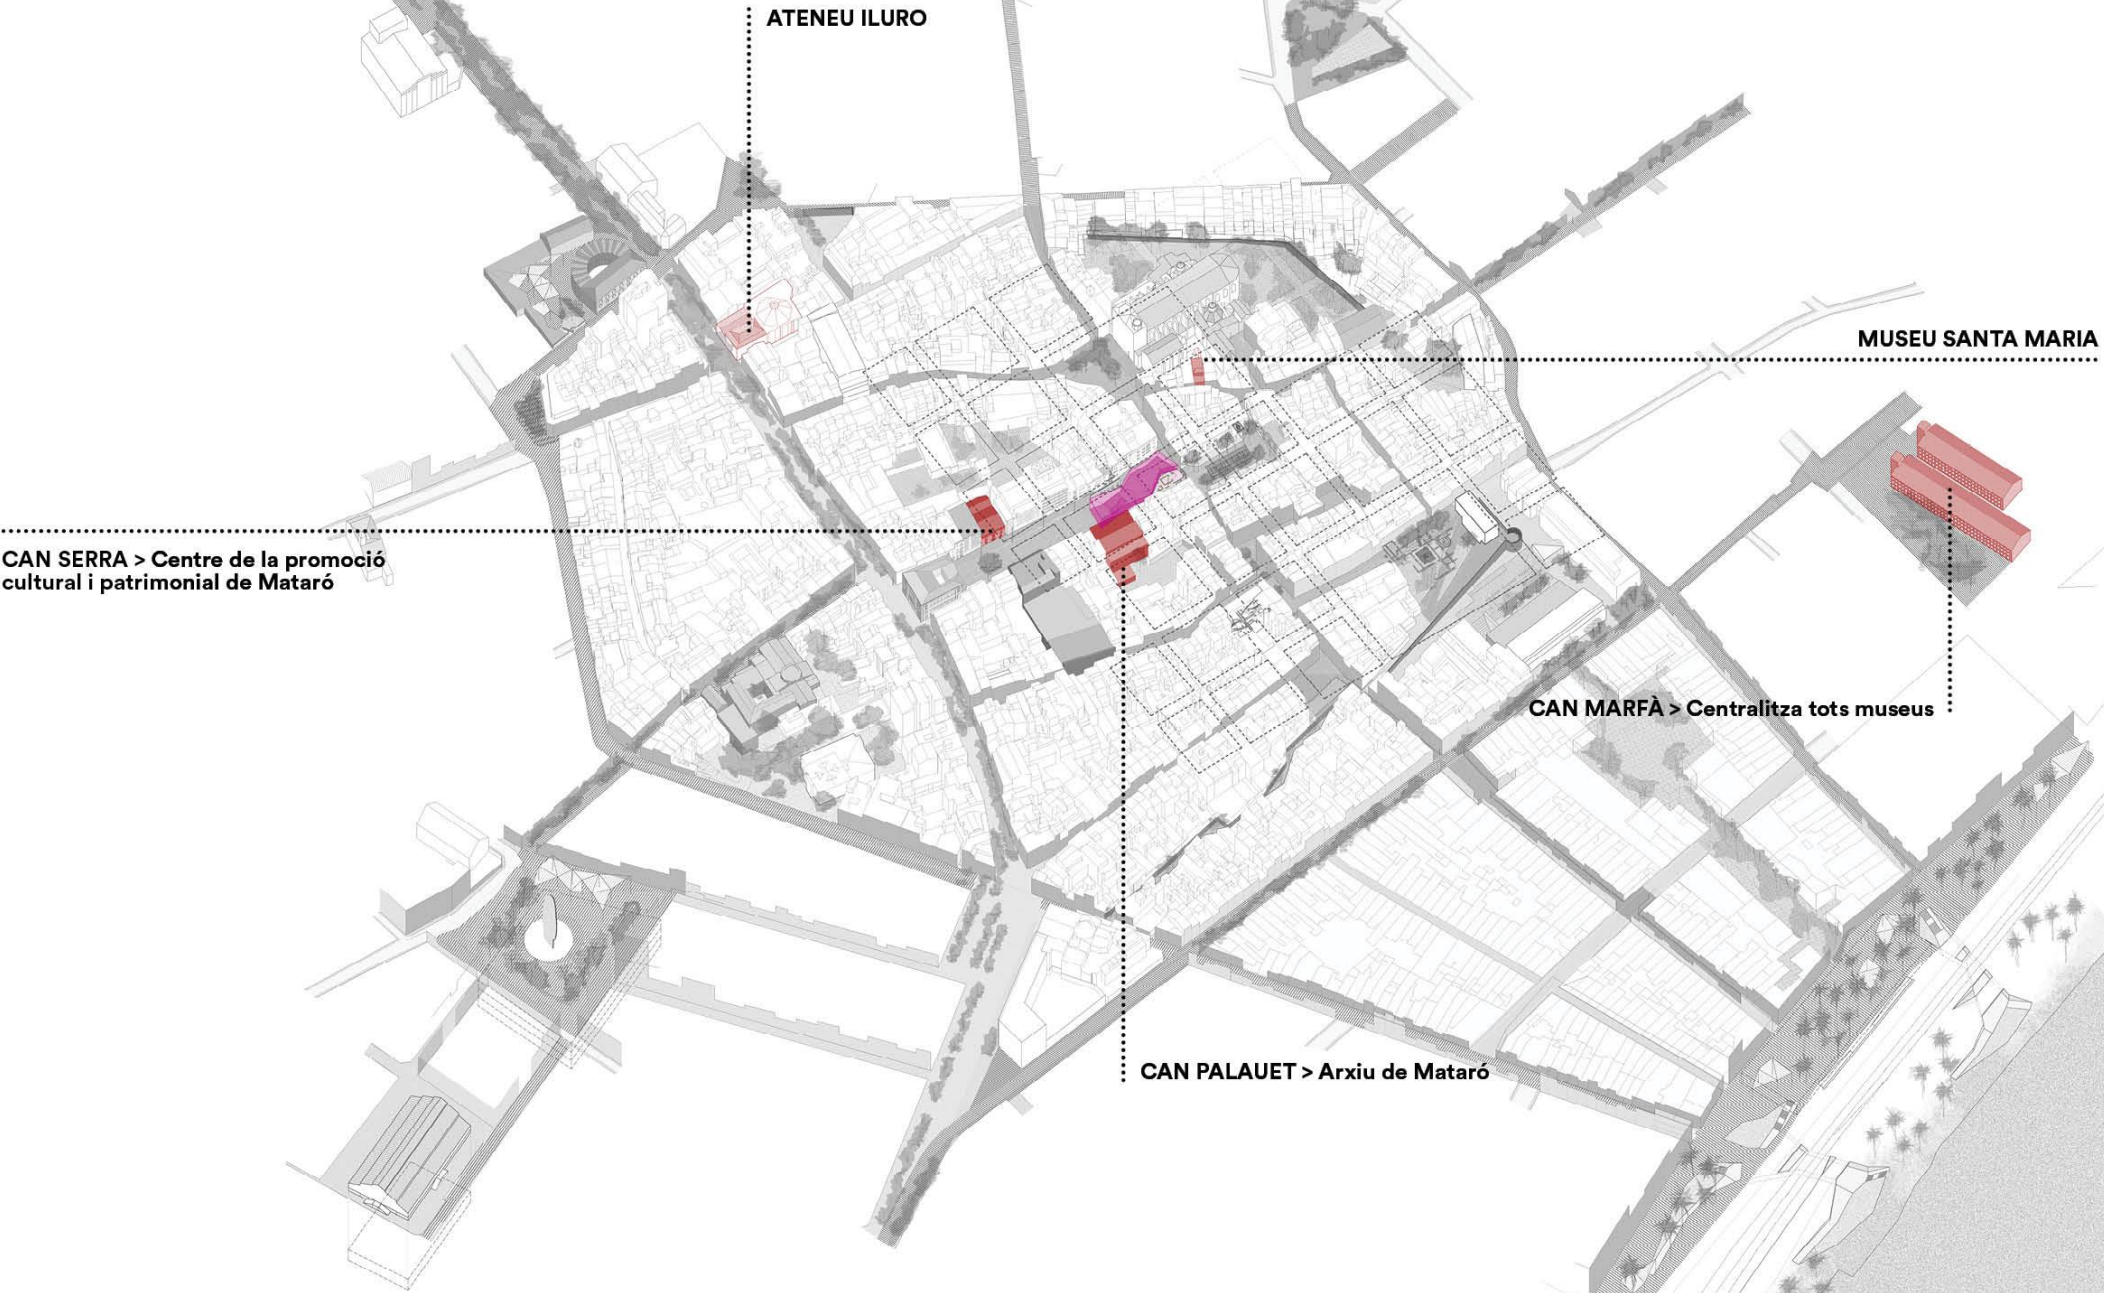 ATENEU ILURO
MUSEU SANTA MARIA
CAN SERRA > Centre de la promoció
cultural i patrimonial de Mataró
CAN MARFÀ > Centralitza tots museus
CAN PALAUET > Arxiu de Mataró